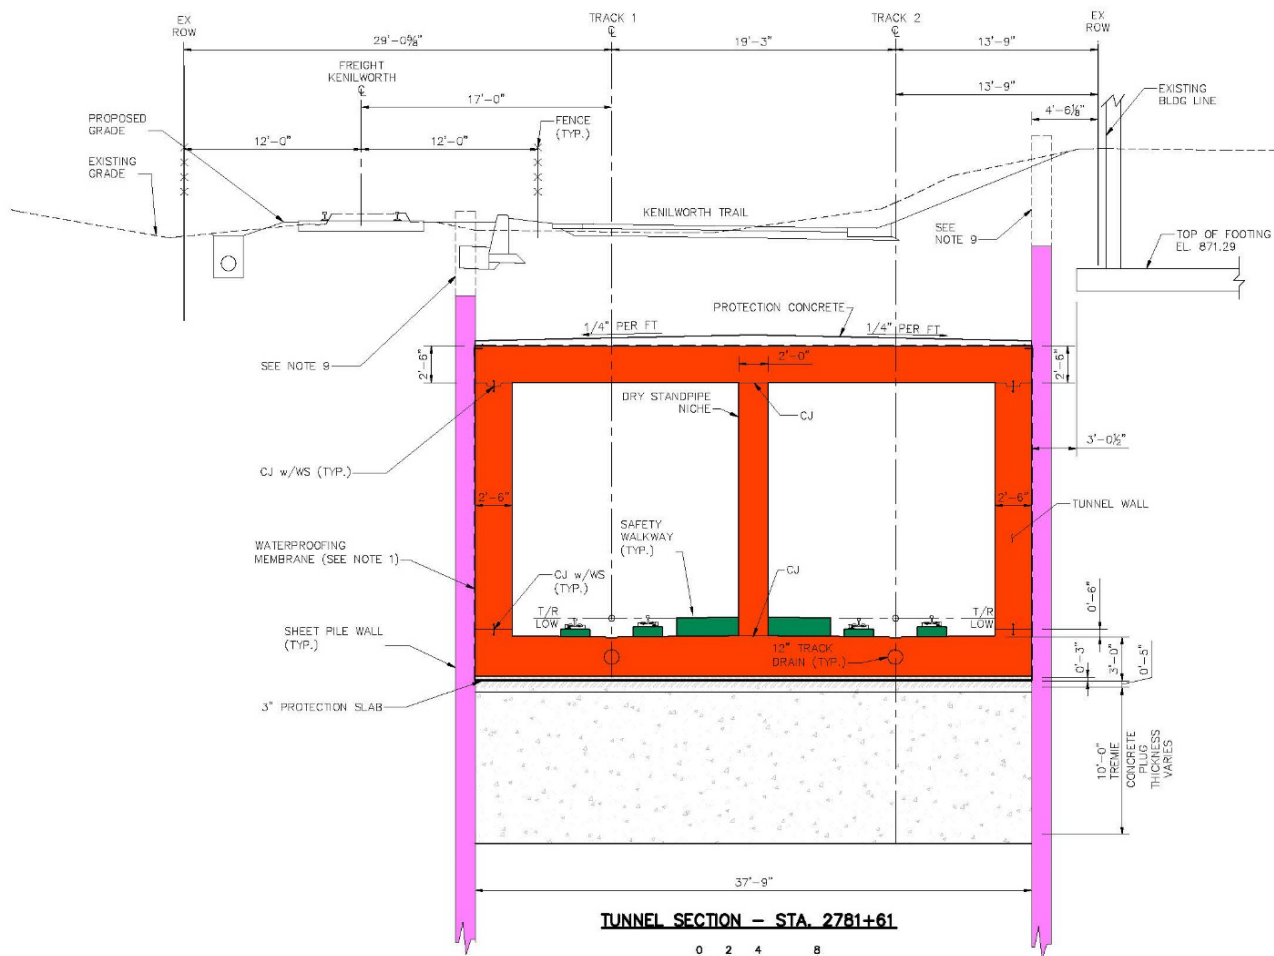 EX
ROW
TRACK 1
TRACK 2
EX
ROW
29'-0⅝"
19'-3"
13'-9"
FREIGHT
KENILWORTH
17'-0"
13'-9"
EXISTING
BLDG LINE
4'-6⅛"
PROPOSED
GRADE
FENCE
(TYP.)
12'-0"
12'-0"
EXISTING
GRADE
KENILWORTH TRAIL
SEE
NOTE 9
TOP OF FOOTING
EL. 871.29
PROTECTION CONCRETE
1/4" PER FT
1/4" PER FT
SEE NOTE 9
2'-6"
2'-0"
2'-6"
DRY STANDPIPE
NICHE
CJ
3'-0½"
CJ w/WS (TYP.)
2'-6"
2'-6"
TUNNEL WALL
SAFETY
WALKWAY
(TYP.)
WATERPROOFING
MEMBRANE (SEE NOTE 1)
CJ w/WS
(TYP.)
CJ
T/R
LOW
T/R
LOW
0'-6"
SHEET PILE WALL
(TYP.)
12" TRACK
DRAIN (TYP.)
0'-3"
3'-0"
0'-5"
3" PROTECTION SLAB
10'-0"
TREMIE
CONCRETE
PLUG
THICKNESS
VARIES
37'-9"
TUNNEL SECTION – STA. 2781+61
0 2 4 8